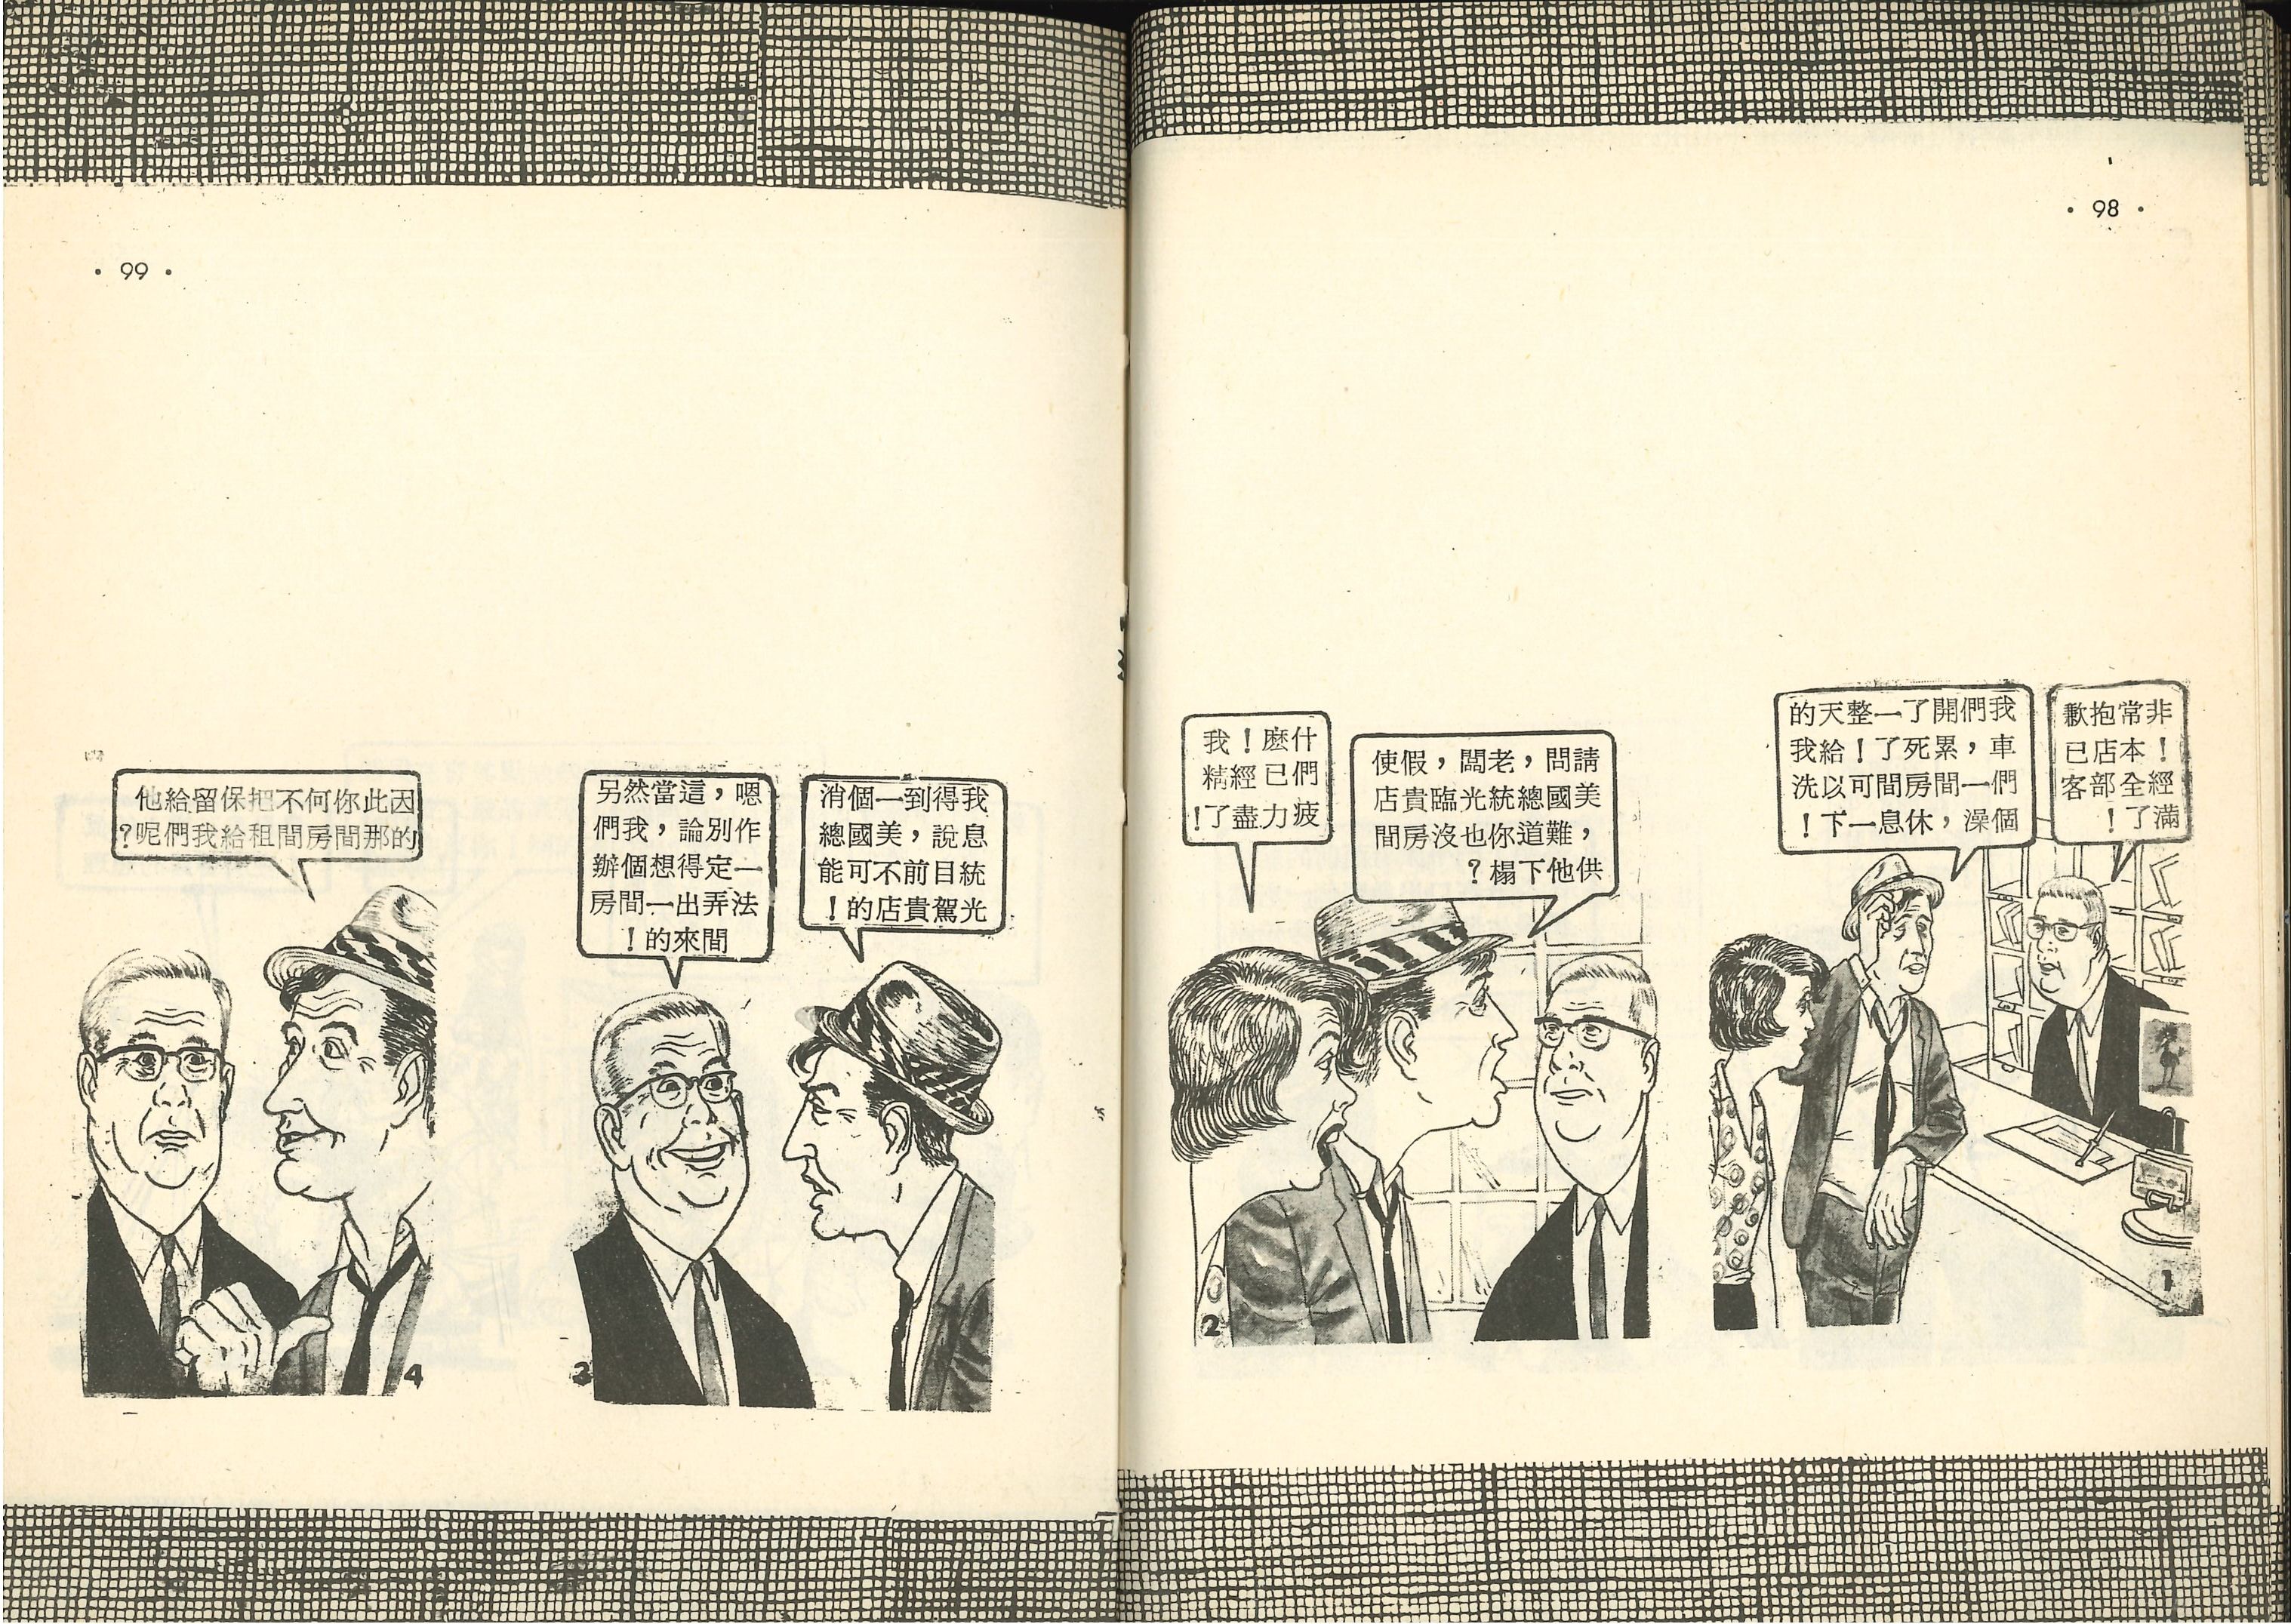 · 98 ·
非常抱歉
！本店已
經全部客
滿了！
我們開了一整天的
車，累死了！給我
們一間房間可以洗
個澡，休息一下！
1
請問，老闆，假使
美國總統光臨貴店
，難道你也沒房間
供他下榻？
什麼！我
們已經精
疲力盡了！
2
· 99 ·
我得到一個消
息說，美國總
統目前不可能
光駕貴店的！
嗯，這當然另
作別論，我們
一定得想個辦
法弄出一間房
間來的！
3
因此你何不把保留給他
的那間房間租給我們呢？
4